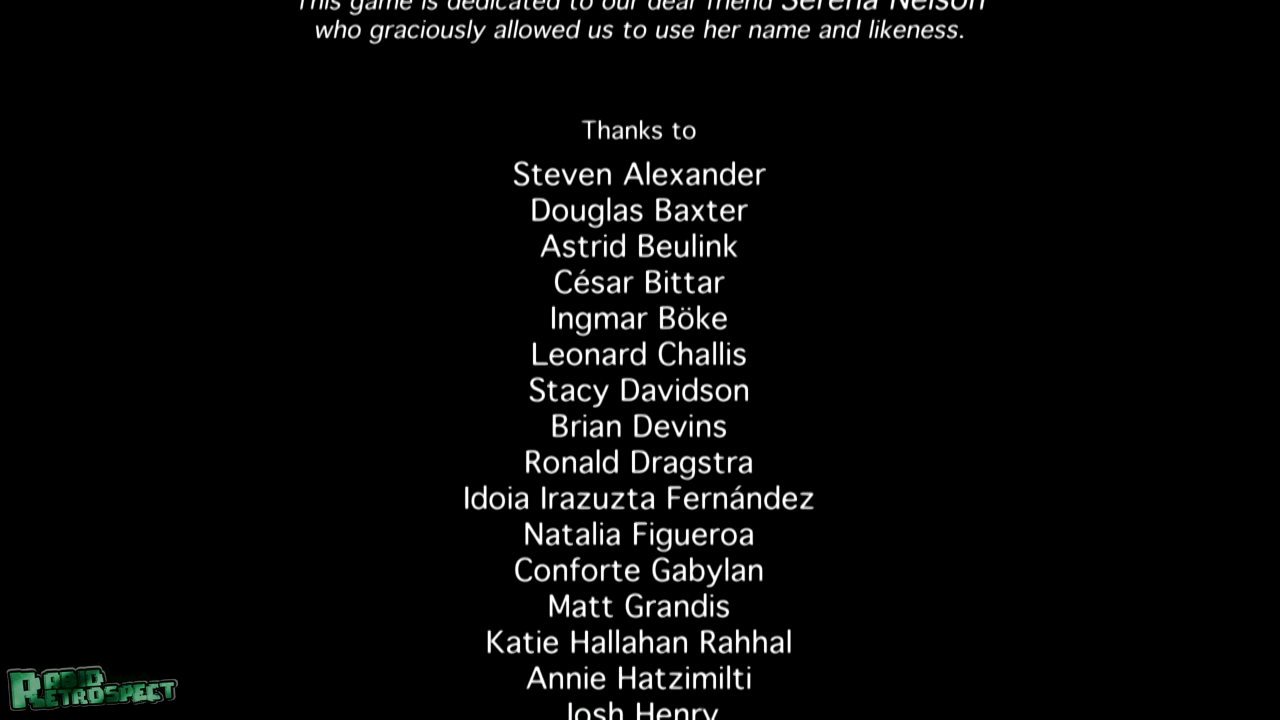 This game is dedicated to our dear friend Serena Nelson
who graciously allowed us to use her name and likeness.
Thanks to
Steven Alexander
Douglas Baxter
Astrid Beulink
César Bittar
Ingmar Böke
Leonard Challis
Stacy Davidson
Brian Devins
Ronald Dragstra
Idoia Irazuzta Fernández
Natalia Figueroa
Conforte Gabylan
Matt Grandis
Katie Hallahan Rahhal
Annie Hatzimilti
Josh Henry
Rabid
Retrospect